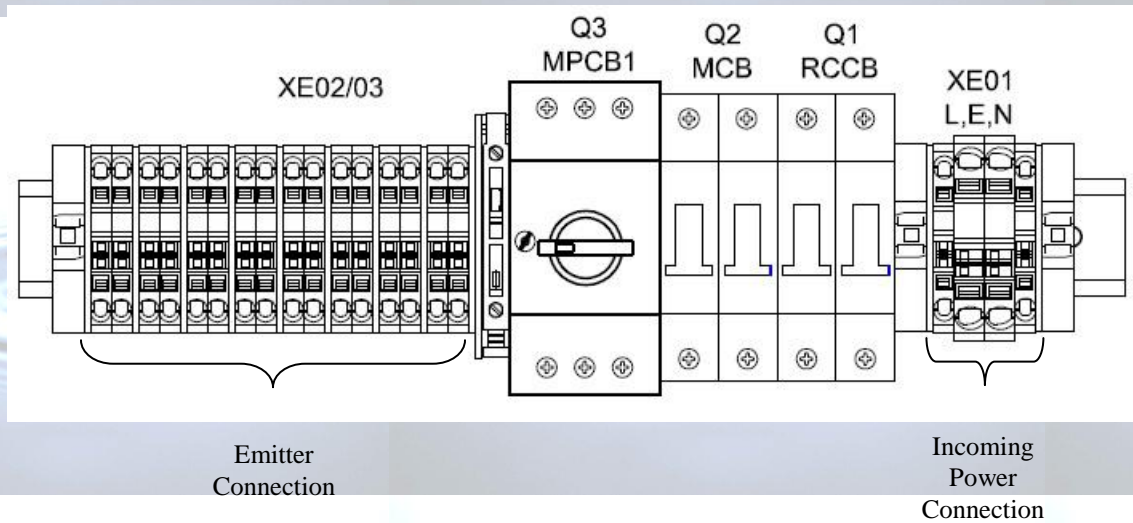 Q3
MPCB1
Q2
MCB
Q1
RCCB
XE02/03
XE01
L,E,N
Emitter
Connection
Incoming
Power
Connection